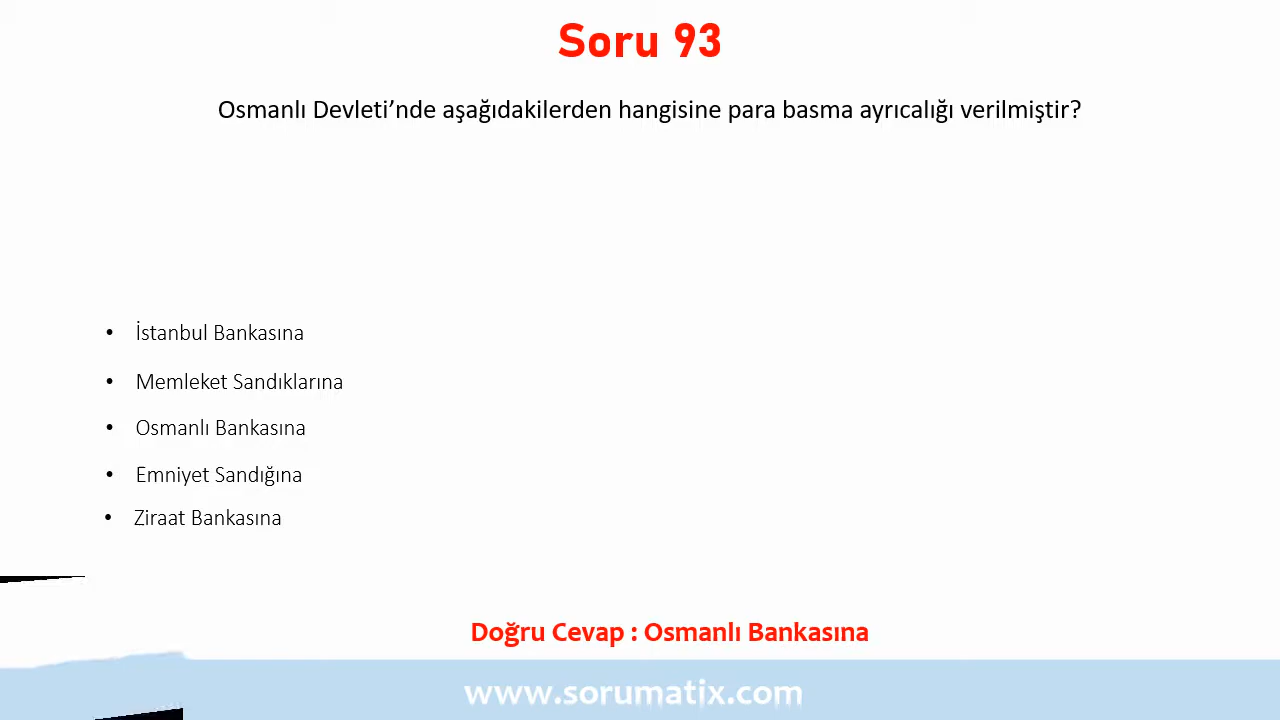 Soru 93
Osmanlı Devleti’nde aşağıdakilerden hangisine para basma ayrıcalığı verilmiştir?
• İstanbul Bankasına
• Memleket Sandıklarına
• Osmanlı Bankasına
• Emniyet Sandığına
• Ziraat Bankasına
Doğru Cevap : Osmanlı Bankasına
www.sorumatix.com